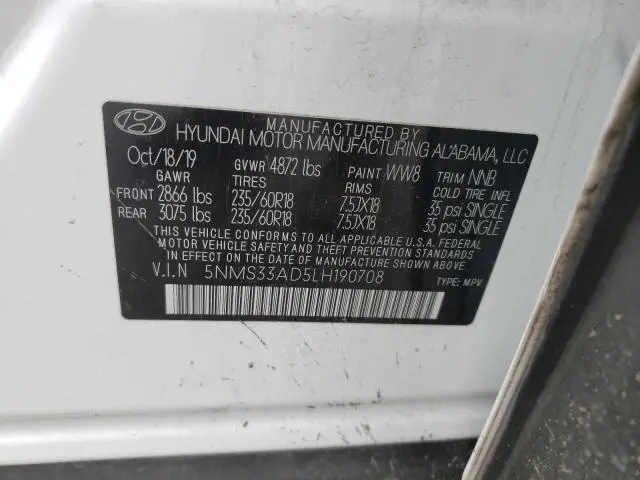 MANUFACTURED BY
HYUNDAI MOTOR MANUFACTURING ALABAMA, LLC
Oct/18/19 GVWR 4872 lbs PAINT WW8 TRIM NNB
GAWR TIRES RIMS COLD TIRE INFL
FRONT 2866 lbs 235/60R18 7.5JX18 35 psi SINGLE
REAR 3075 lbs 235/60R18 7.5JX18 35 psi SINGLE
THIS VEHICLE CONFORMS TO ALL APPLICABLE U.S.A. FEDERAL
MOTOR VEHICLE SAFETY AND THEFT PREVENTION STANDARDS
IN EFFECT ON THE DATE OF MANUFACTURE SHOWN ABOVE
V.I.N 5NMS33AD5LH190708 TYPE: MPV